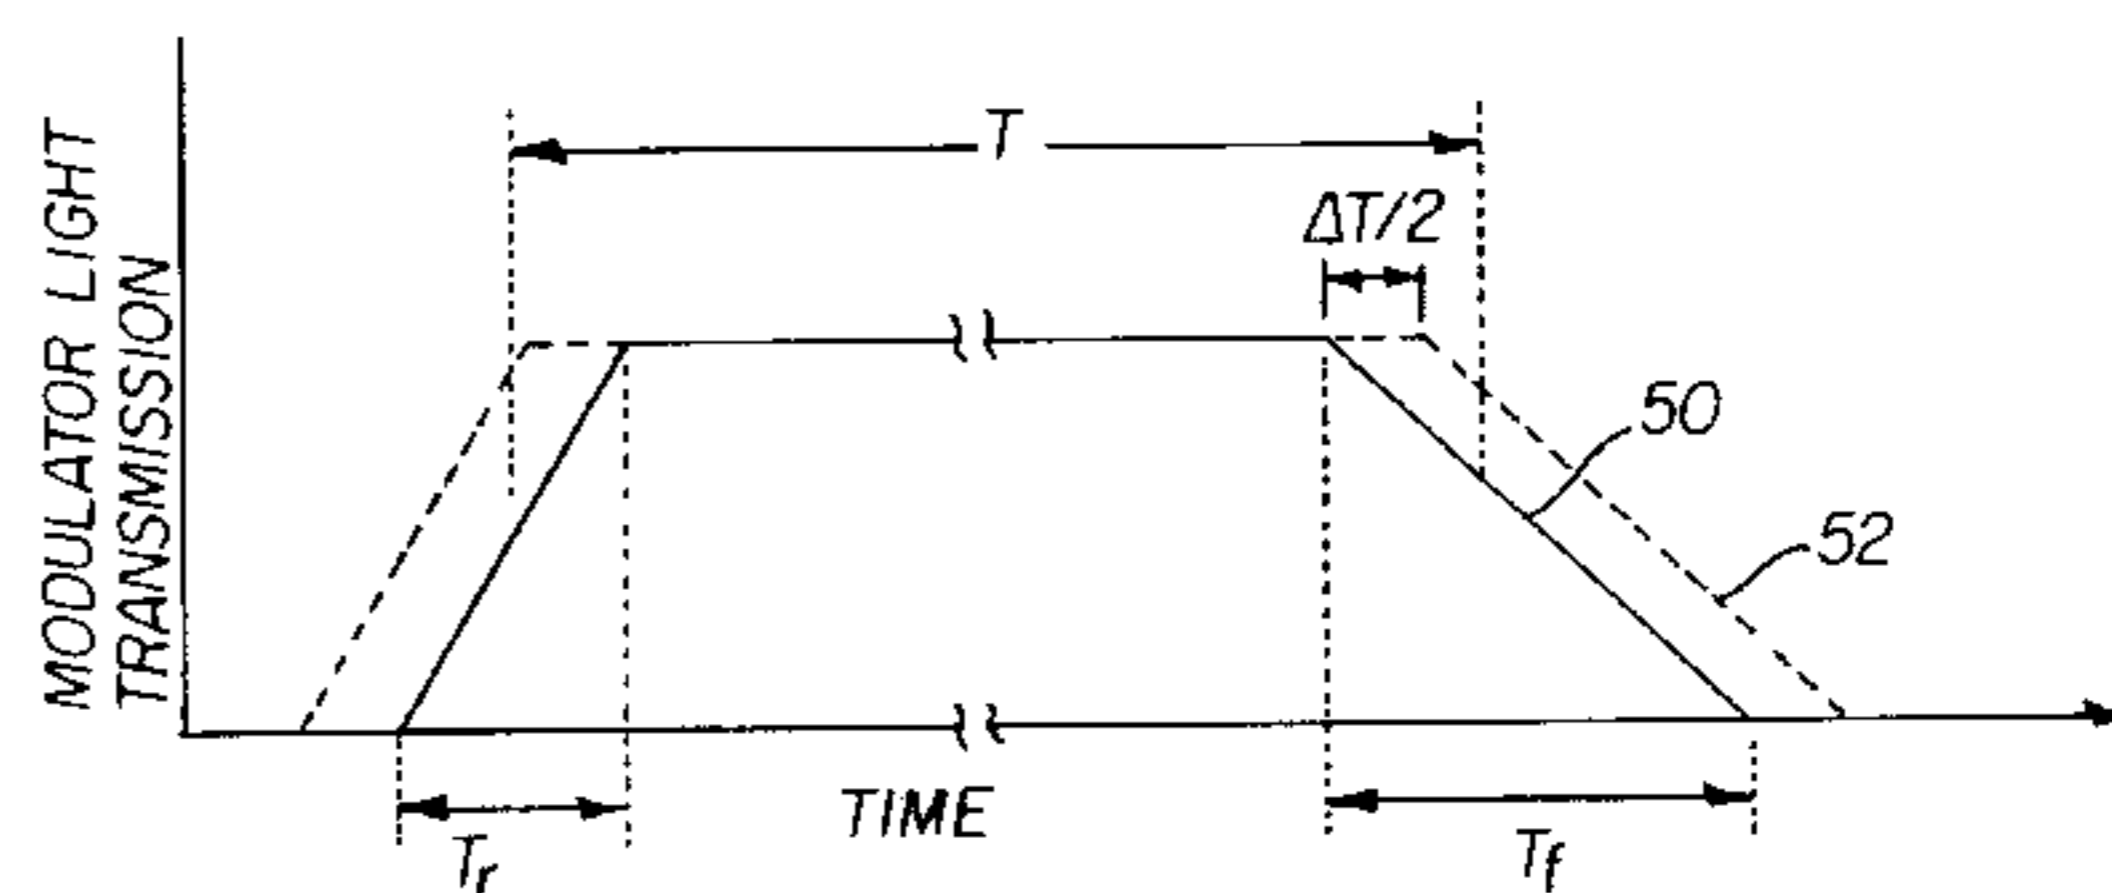 MODULATOR LIGHT
TRANSMISSION
T
ΔT/2
50
52
TIME
Tr
Tf